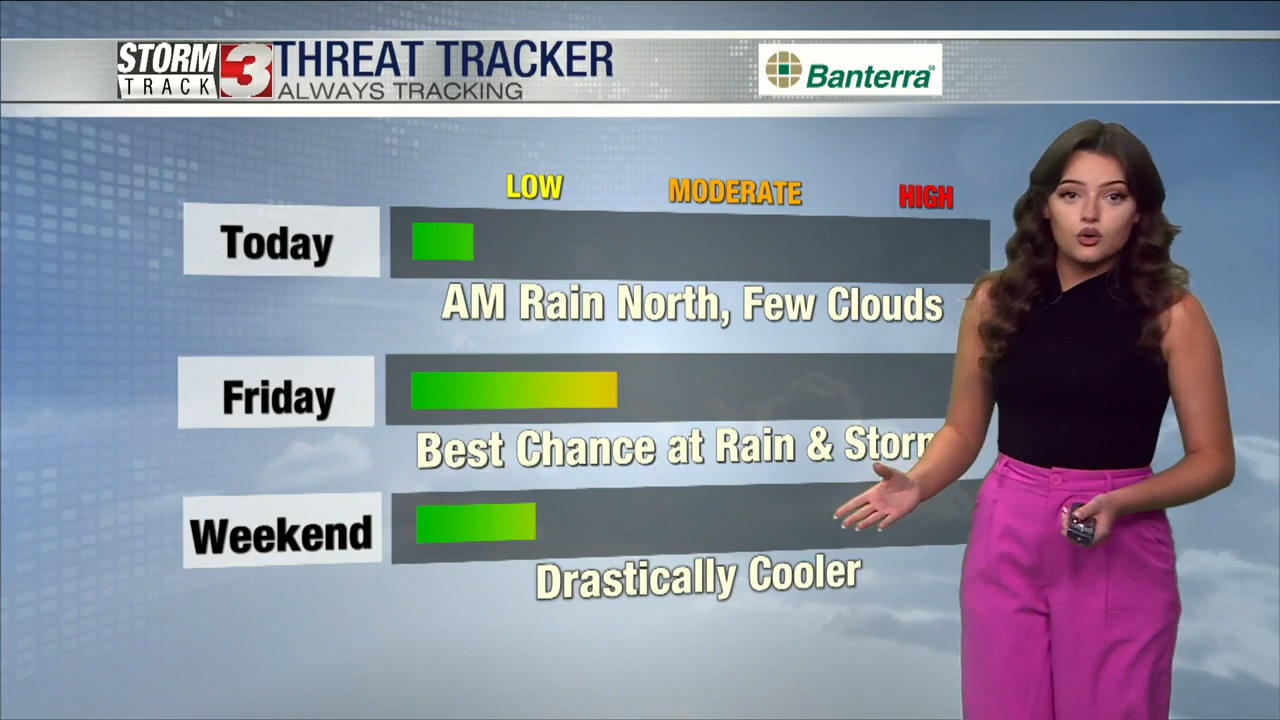 STORM
TRACK
3
THREAT TRACKER
ALWAYS TRACKING
Banterra
LOW
MODERATE
HIGH
Today
AM Rain North, Few Clouds
Friday
Best Chance at Rain &
Weekend
Drastically Cooler